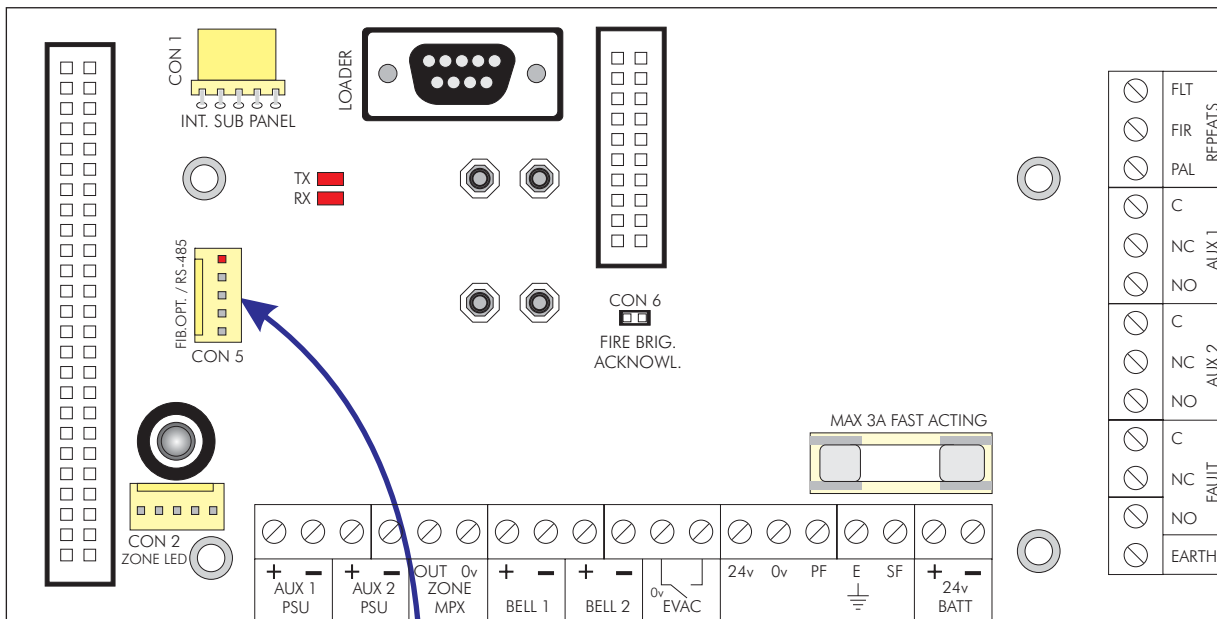 CON 1
INT. SUB PANEL
LOADER
TX
RX
FIB.OPT. / RS-485
CON 5
CON 6
FIRE BRIG.
ACKNOWL.
MAX 3A FAST ACTING
CON 2
ZONE LED
FLT
FIR
PAL
REPEATS
C
NC
NO
AUX 1
C
NC
NO
AUX 2
C
NC
NO
FAULT
EARTH
+ −
AUX 1
PSU
+ −
AUX 2
PSU
OUT 0v
ZONE
MPX
+ −
BELL 1
+ −
BELL 2
0v
EVAC
24v 0v PF E SF
+ −
24v
BATT